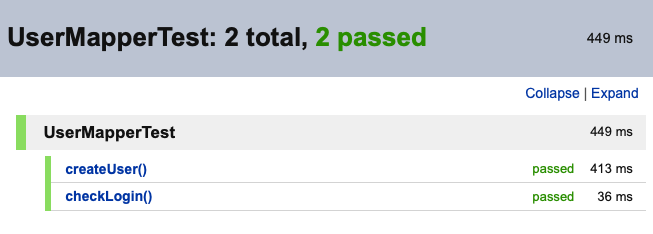 UserMapperTest: 2 total, 2 passed 449 ms
Collapse | Expand
UserMapperTest 449 ms
createUser() passed 413 ms
checkLogin() passed 36 ms